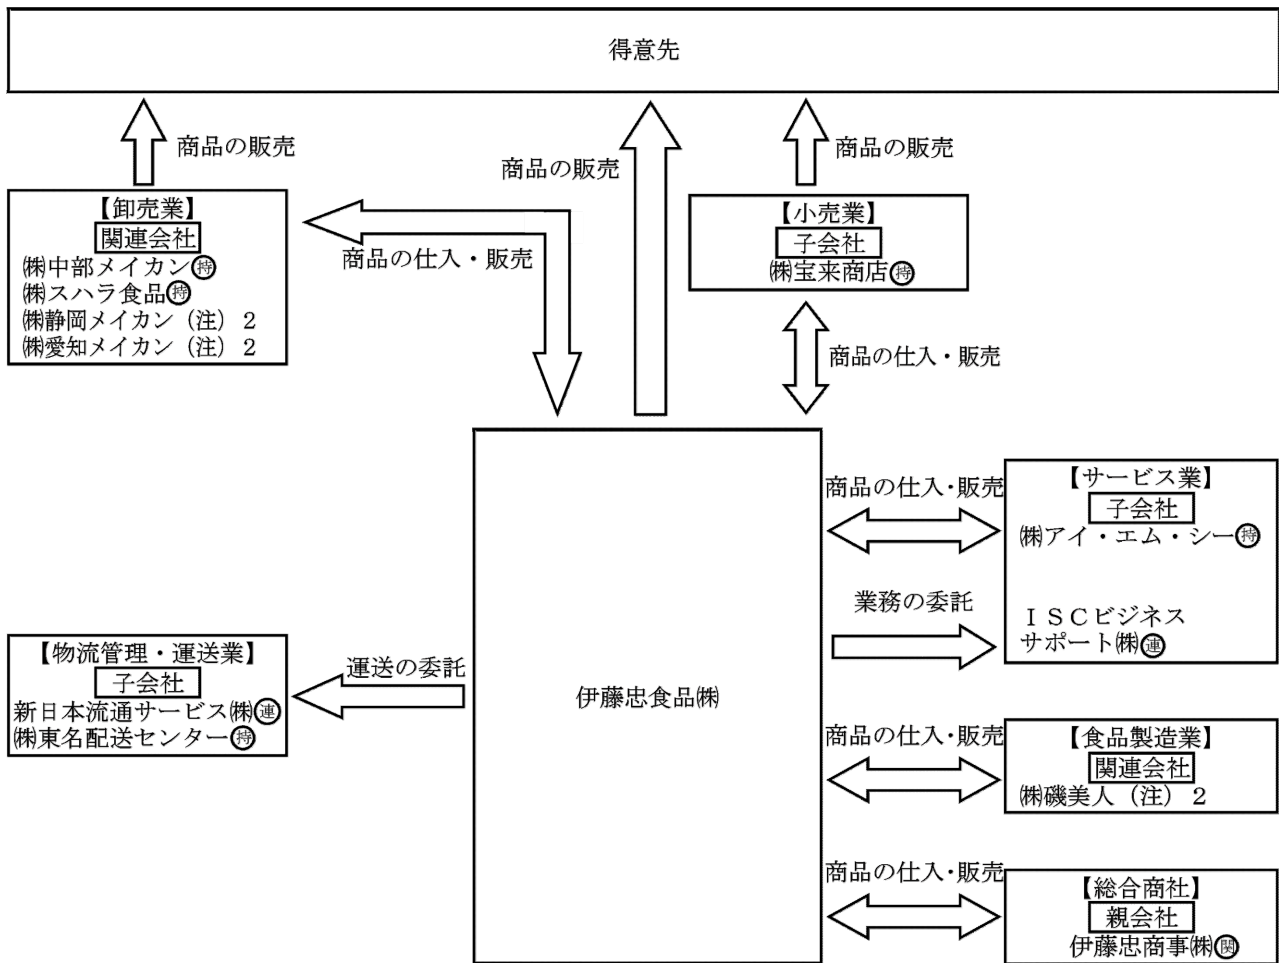 得意先
商品の販売
商品の販売
商品の販売
【卸売業】
関連会社
㈱中部メイカン㊕
㈱スハラ食品㊕
㈱静岡メイカン（注）２
㈱愛知メイカン（注）２
商品の仕入・販売
【小売業】
子会社
㈱宝来商店持
商品の仕入・販売
商品の仕入・販売
【サービス業】
子会社
㈱アイ・エム・シー持
業務の委託
ＩＳＣビジネス
サポート㈱連
【物流管理・運送業】
子会社
新日本流通サービス㈱連
㈱東名配送センター持
運送の委託
伊藤忠食品㈱
商品の仕入・販売
【食品製造業】
関連会社
㈱磯美人（注）２
商品の仕入・販売
【総合商社】
親会社
伊藤忠商事㈱関